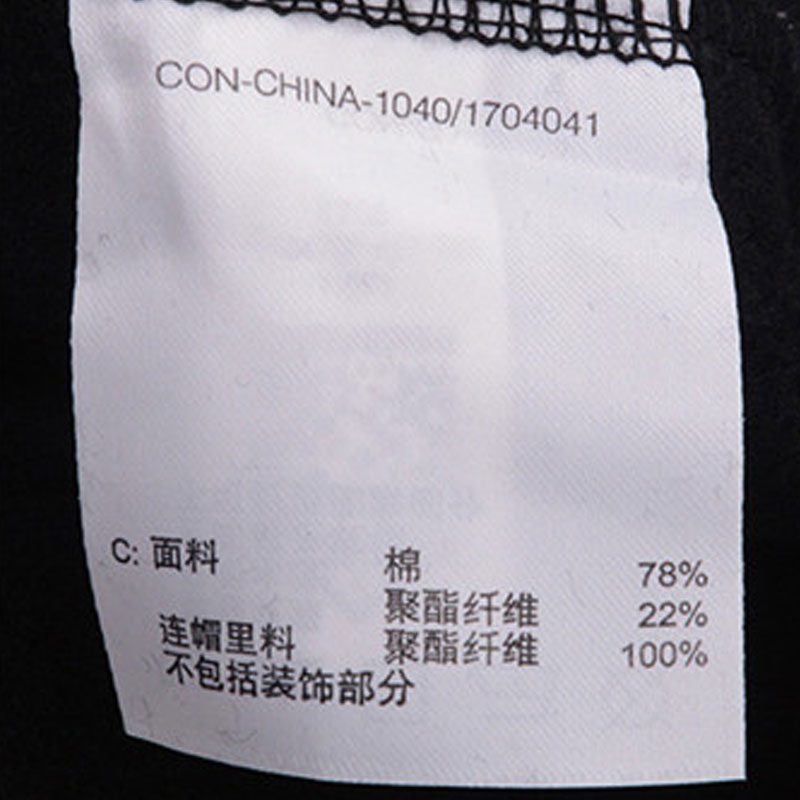 CON-CHINA-1040/1704041
C: 面料 棉 78%
聚酯纤维 22%
连帽里料 聚酯纤维 100%
不包括装饰部分